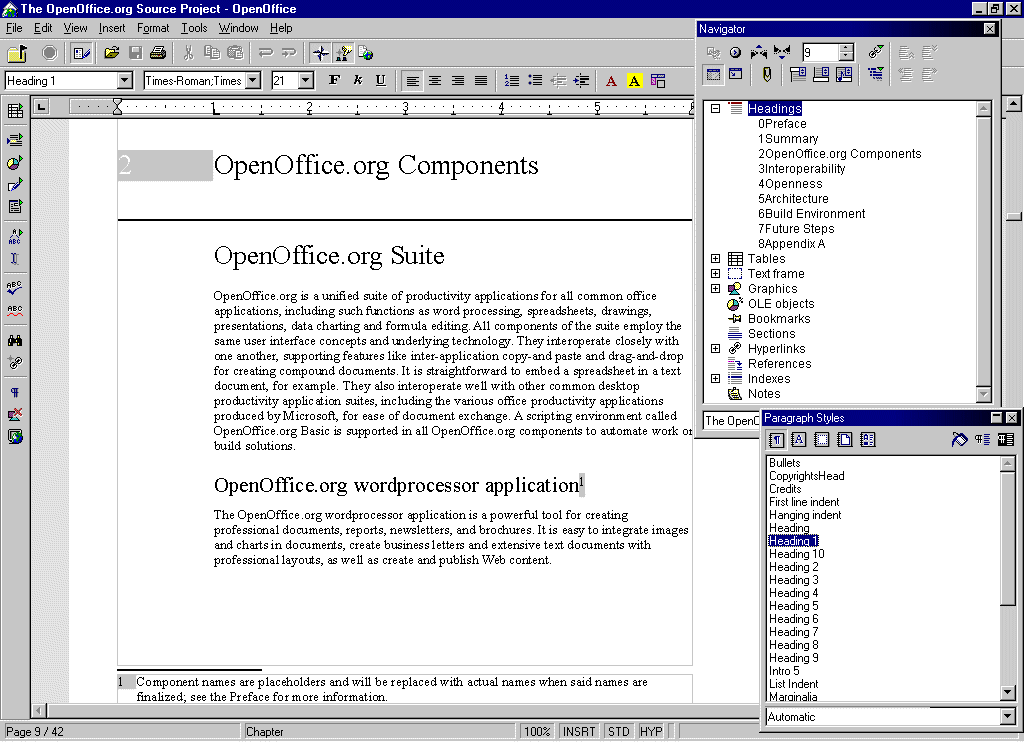 The OpenOffice.org Source Project - OpenOffice
File Edit View Insert Format Tools Window Help
Heading 1 Times-Roman;Times 21 F k U A A
1 2 3 4 5
2 OpenOffice.org Components
OpenOffice.org Suite
OpenOffice.org is a unified suite of productivity applications for all common office
applications, including such functions as word processing, spreadsheets, drawings,
presentations, data charting and formula editing. All components of the suite employ the
same user interface concepts and underlying technology. They interoperate closely with
one another, supporting features like inter-application copy-and paste and drag-and-drop
for creating compound documents. It is straightforward to embed a spreadsheet in a text
document, for example. They also interoperate well with other common desktop
productivity application suites, including the various office productivity applications
produced by Microsoft, for ease of document exchange. A scripting environment called
OpenOffice.org Basic is supported in all OpenOffice.org components to automate work or
build solutions.
OpenOffice.org wordprocessor application1
The OpenOffice.org wordprocessor application is a powerful tool for creating
professional documents, reports, newsletters, and brochures. It is easy to integrate images
and charts in documents, create business letters and extensive text documents with
professional layouts, as well as create and publish Web content.
1 Component names are placeholders and will be replaced with actual names when said names are
finalized; see the Preface for more information.
Page 9 / 42 Chapter 100% INSRT STD HYP
Navigator
9
Headings
0Preface
1Summary
2OpenOffice.org Components
3Interoperability
4Openness
5Architecture
6Build Environment
7Future Steps
8Appendix A
Tables
Text frame
Graphics
OLE objects
Bookmarks
Sections
Hyperlinks
References
Indexes
Notes
The OpenO
Paragraph Styles
Bullets
CopyrightsHead
Credits
First line indent
Hanging indent
Heading
Heading 1
Heading 10
Heading 2
Heading 3
Heading 4
Heading 5
Heading 6
Heading 7
Heading 8
Heading 9
Intro 5
List Indent
Marginalia
Automatic